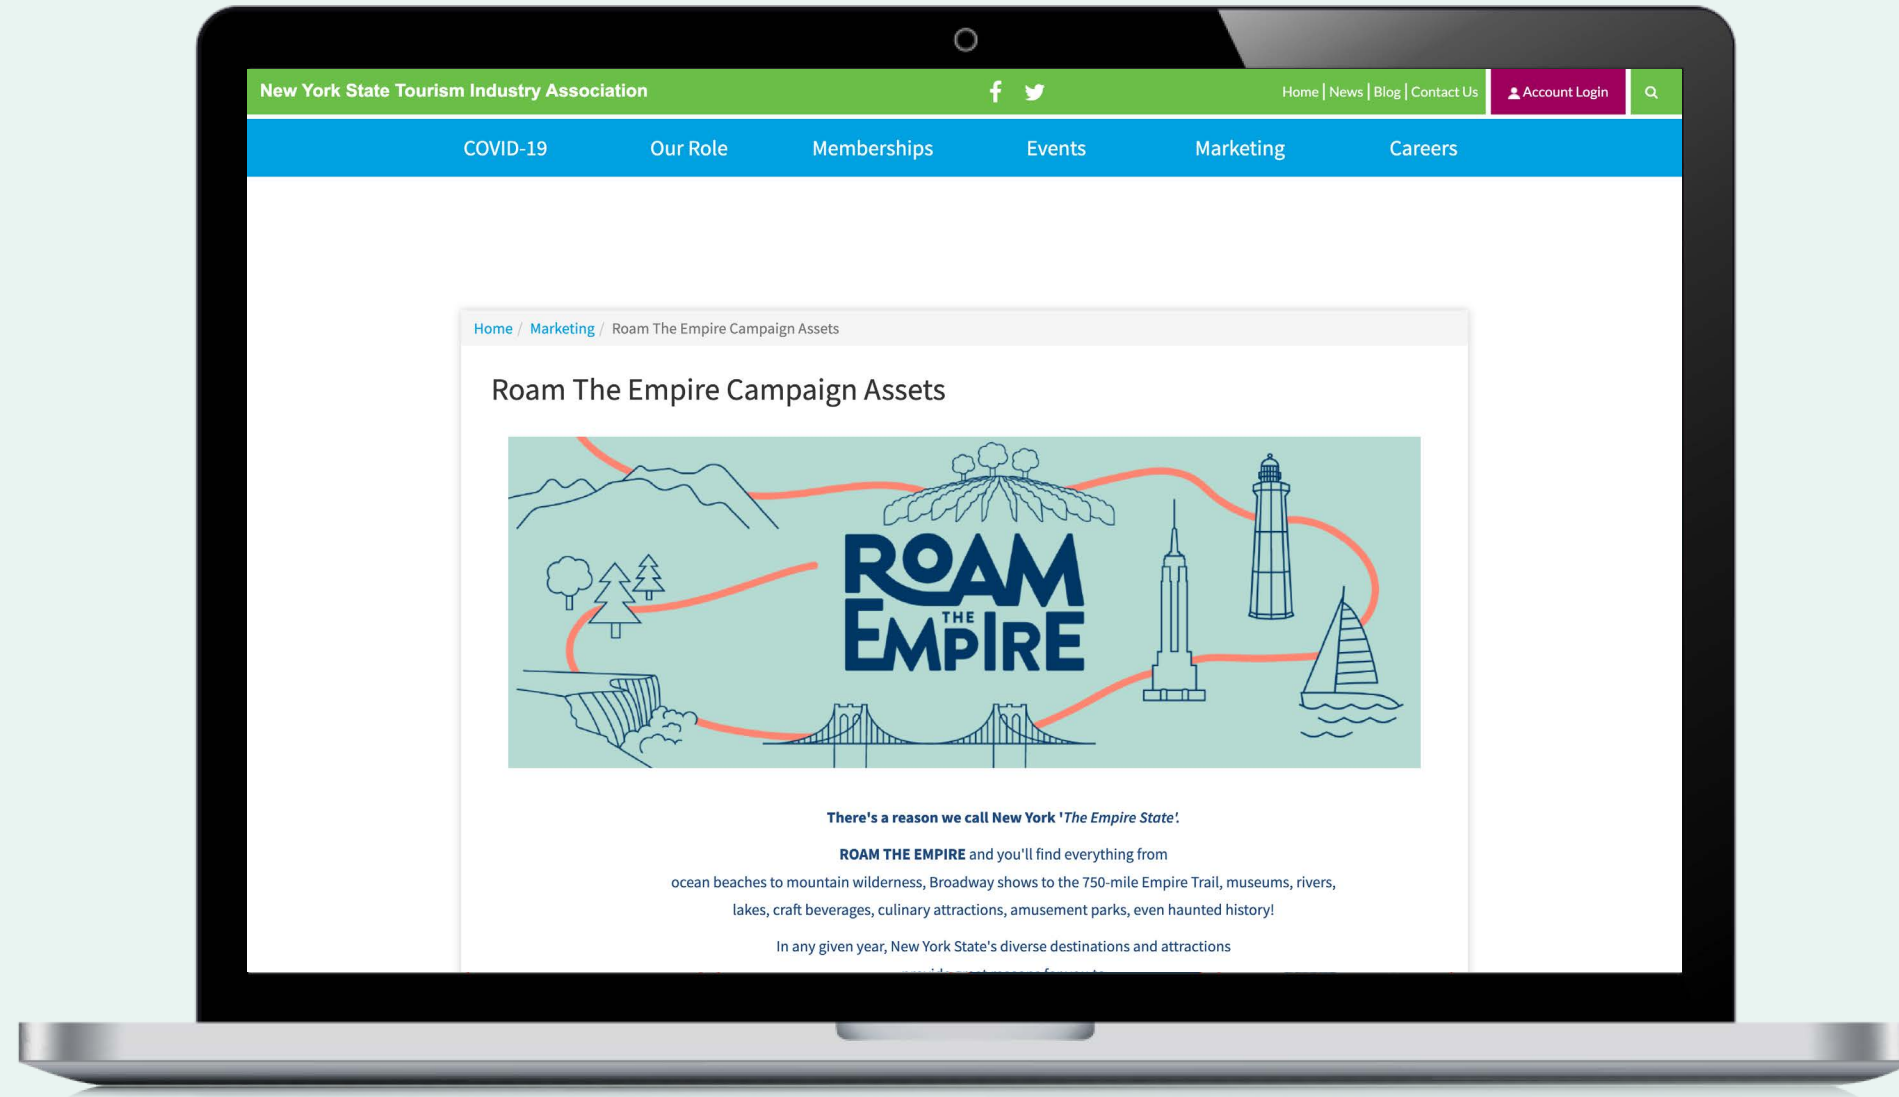 New York State Tourism Industry Association
Home | News | Blog | Contact Us
Account Login
COVID-19
Our Role
Memberships
Events
Marketing
Careers
Home / Marketing / Roam The Empire Campaign Assets
Roam The Empire Campaign Assets
ROAM
THE
EMPIRE
There's a reason we call New York 'The Empire State'.
ROAM THE EMPIRE and you'll find everything from
ocean beaches to mountain wilderness, Broadway shows to the 750-mile Empire Trail, museums, rivers,
lakes, craft beverages, culinary attractions, amusement parks, even haunted history!
In any given year, New York State's diverse destinations and attractions